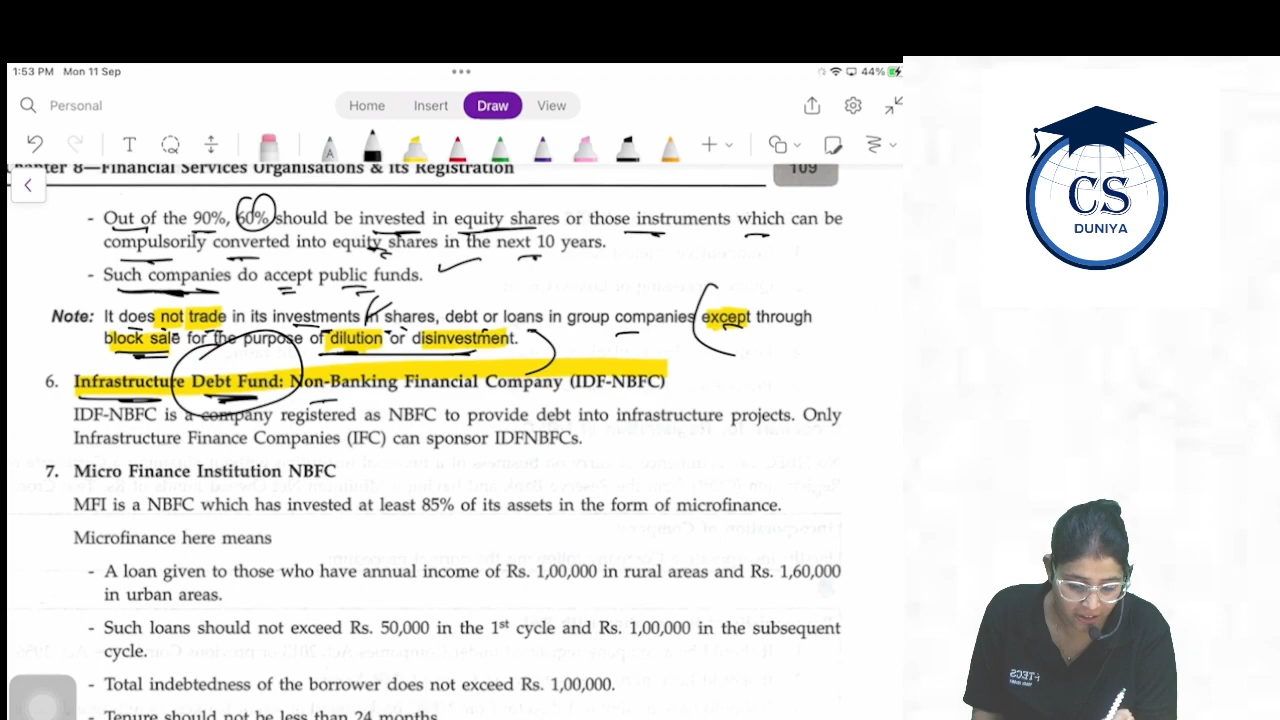 1:53 PM Mon 11 Sep
44%
Personal
Home Insert Draw View
Chapter 8—Financial Services Organisations & its Registration 109
- Out of the 90%, 60% should be invested in equity shares or those instruments which can be
compulsorily converted into equity shares in the next 10 years.
- Such companies do accept public funds.
Note: It does not trade in its investments in shares, debt or loans in group companies except through
block sale for the purpose of dilution or disinvestment.
6. Infrastructure Debt Fund: Non-Banking Financial Company (IDF-NBFC)
IDF-NBFC is a company registered as NBFC to provide debt into infrastructure projects. Only
Infrastructure Finance Companies (IFC) can sponsor IDFNBFCs.
7. Micro Finance Institution NBFC
MFI is a NBFC which has invested at least 85% of its assets in the form of microfinance.
Microfinance here means
- A loan given to those who have annual income of Rs. 1,00,000 in rural areas and Rs. 1,60,000
in urban areas.
- Such loans should not exceed Rs. 50,000 in the 1st cycle and Rs. 1,00,000 in the subsequent
cycle.
- Total indebtedness of the borrower does not exceed Rs. 1,00,000.
- Tenure should not be less than 24 months
CS
DUNIYA